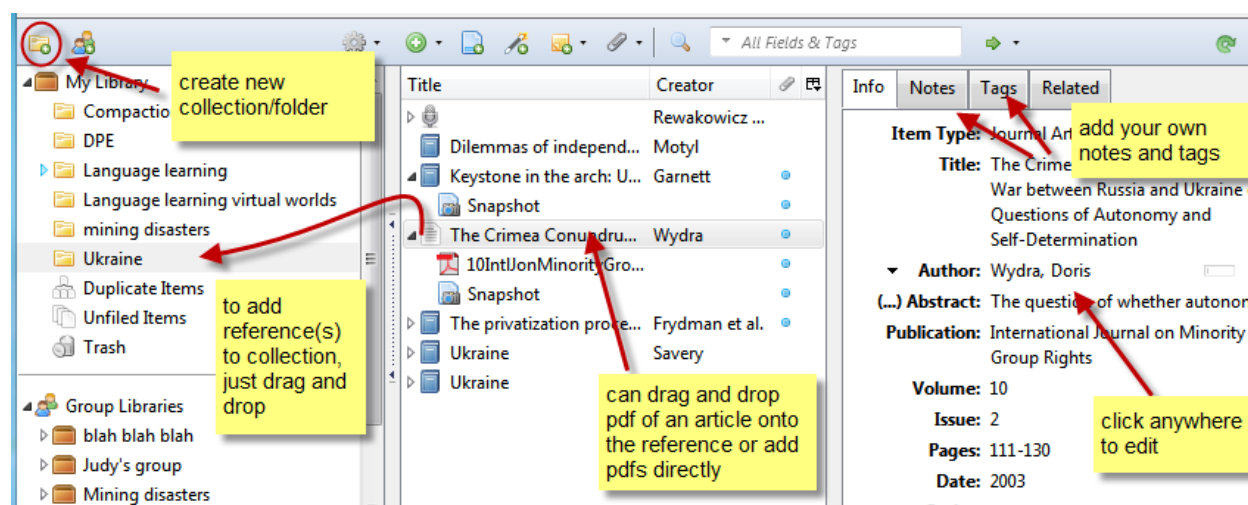 All Fields & Tags
create new
collection/folder
My Library
Compactio
DPE
Language learning
Language learning virtual worlds
mining disasters
Ukraine
Duplicate Items
Unfiled Items
Trash
to add
reference(s)
to collection,
just drag and
drop
Group Libraries
blah blah blah
Judy's group
Mining disasters
Title Creator
Rewakowicz ...
Dilemmas of independ... Motyl
Keystone in the arch: U... Garnett
Snapshot
The Crimea Conundru... Wydra
10IntlJonMinorityGro...
Snapshot
The privatization proce... Frydman et al.
Ukraine Savery
Ukraine
can drag and drop
pdf of an article onto
the reference or add
pdfs directly
Info Notes Tags Related
add your own
notes and tags
Item Type: Journal Art
Title: The Crime
War between Russia and Ukraine
Questions of Autonomy and
Self-Determination
Author: Wydra, Doris
(...) Abstract: The question of whether autonon
Publication: International Journal on Minority
Group Rights
Volume: 10
Issue: 2
Pages: 111-130
Date: 2003
click anywhere
to edit